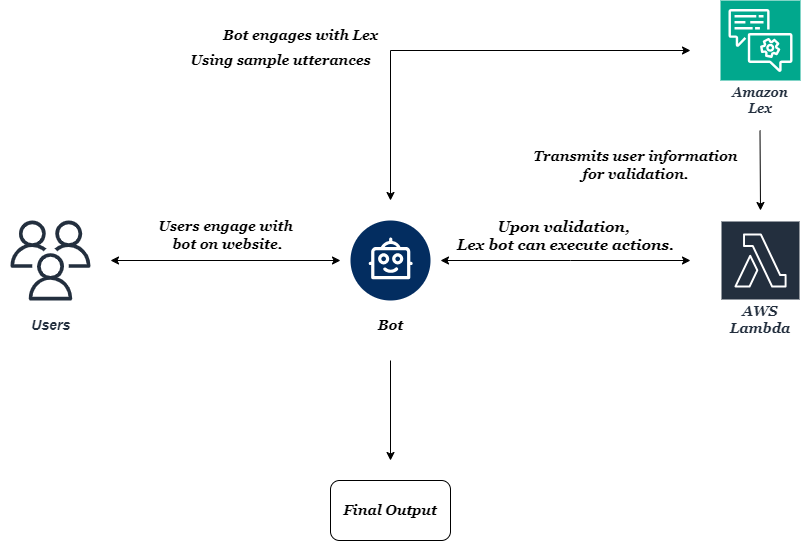 Bot engages with Lex
Using sample utterances
Amazon
Lex
Transmits user information
for validation.
Users engage with
bot on website.
Upon validation,
Lex bot can execute actions.
Users
Bot
AWS
Lambda
Final Output